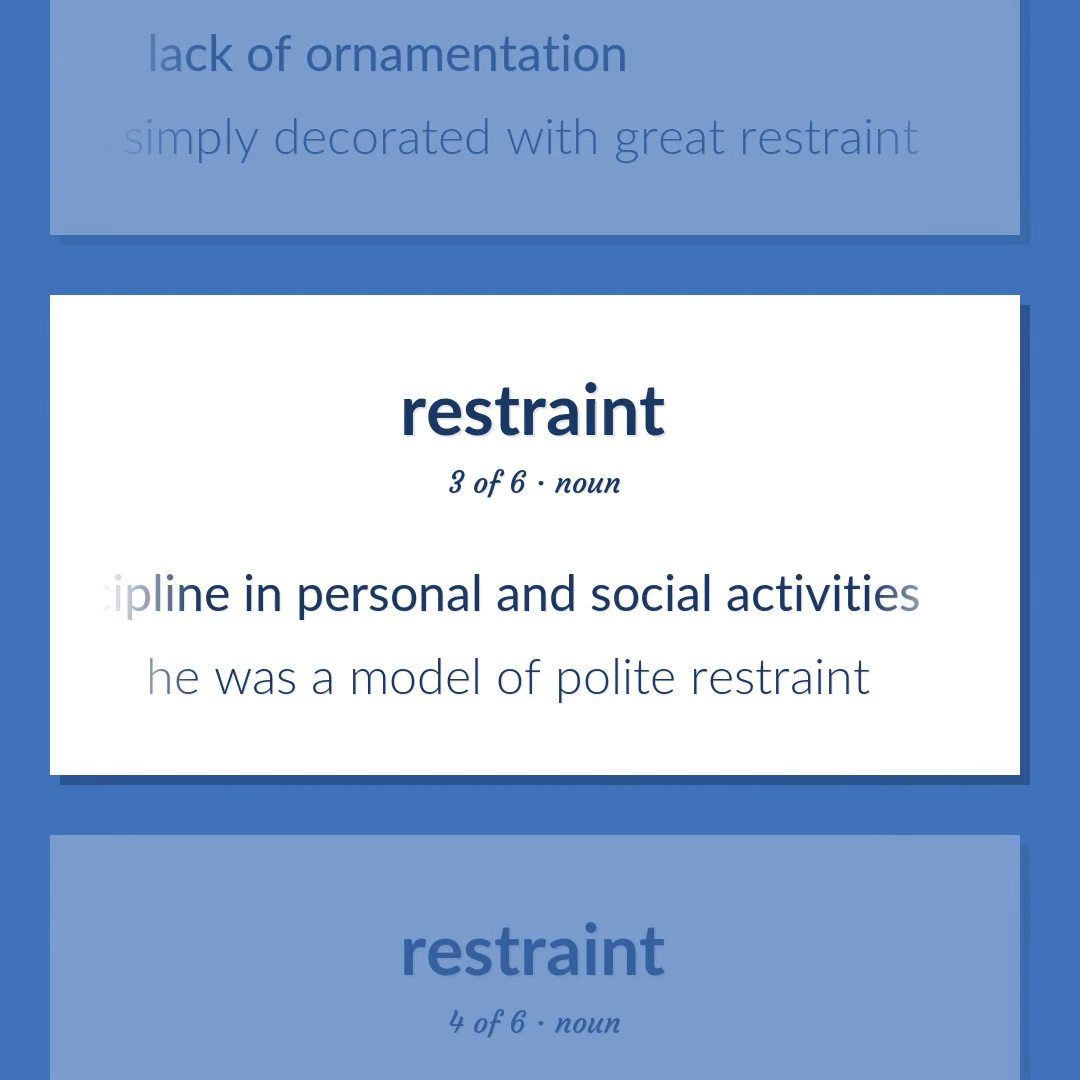 lack of ornamentation
simply decorated with great restraint
restraint
3 of 6 · noun
in personal and social activities
he was a model of polite restraint
restraint
4 of 6 · noun